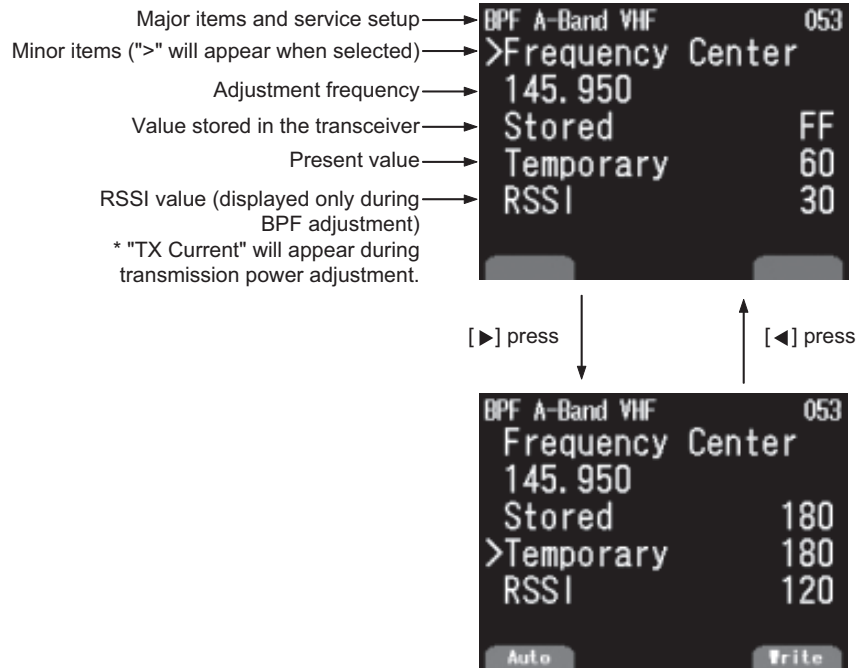 Major items and service setup
Minor items (">" will appear when selected)
Adjustment frequency
Value stored in the transceiver
Present value
RSSI value (displayed only during
BPF adjustment)
* "TX Current" will appear during
transmission power adjustment.
BPF A-Band VHF 053
>Frequency Center
145.950
Stored FF
Temporary 60
RSSI 30
[▶] press
[◀] press
BPF A-Band VHF 053
Frequency Center
145.950
Stored 180
>Temporary 180
RSSI 120
Auto Write